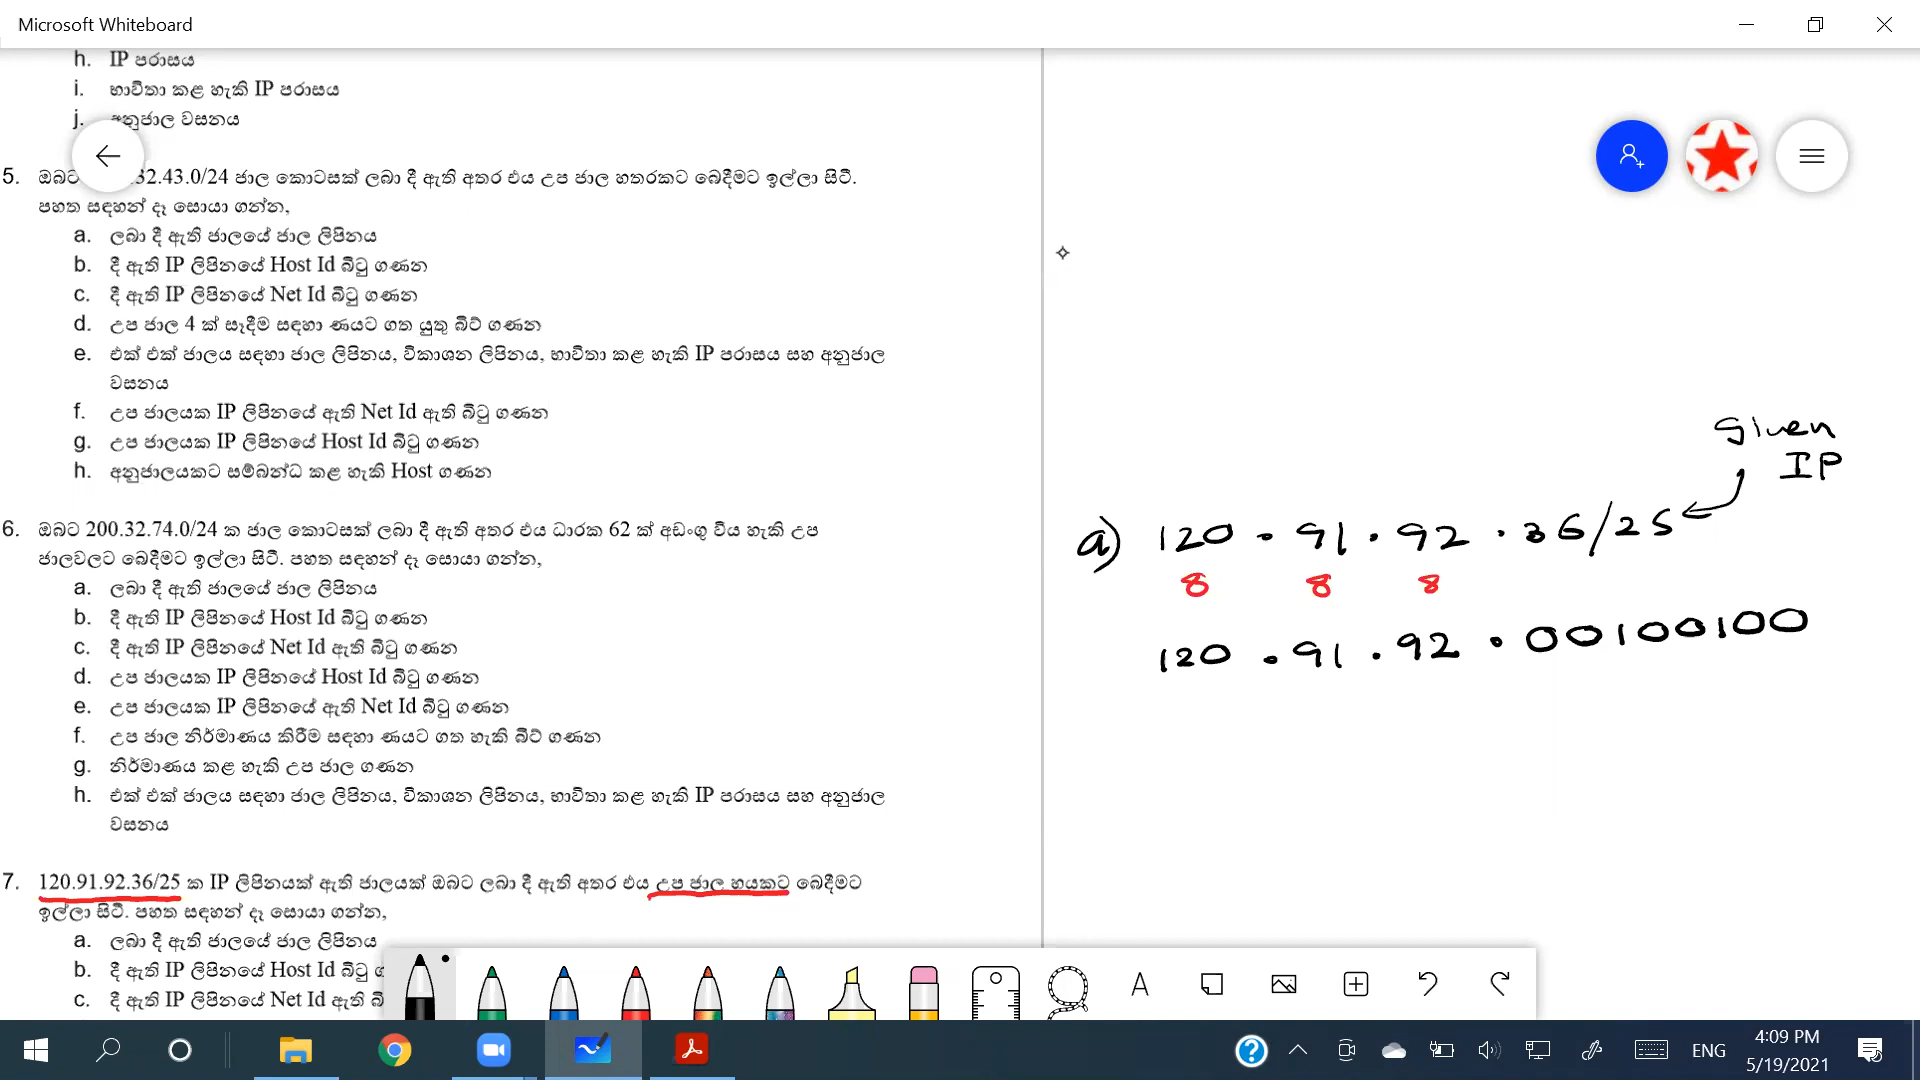 Microsoft Whiteboard
h. IP පරාසය
i. භාවිතා කළ හැකි IP පරාසය
j. අනුජාල වසනය
5. ඔබට 32.43.0/24 ජාල කොටසක් ලබා දී ඇති අතර එය උප ජාල හතරකට බෙදීමට ඉල්ලා සිටී.
පහත සඳහන් දෑ සොයා ගන්න,
a. ලබා දී ඇති ජාලයේ ජාල ලිපිනය
b. දී ඇති IP ලිපිනයේ Host Id බිටු ගණන
c. දී ඇති IP ලිපිනයේ Net Id බිටු ගණන
d. උප ජාල 4 ක් සෑදීම සඳහා ණයට ගත යුතු බිට් ගණන
e. එක් එක් ජාලය සඳහා ජාල ලිපිනය, විකාශන ලිපිනය, භාවිතා කළ හැකි IP පරාසය සහ අනුජාල
වසනය
f. උප ජාලයක IP ලිපිනයේ ඇති Net Id ඇති බිටු ගණන
g. උප ජාලයක IP ලිපිනයේ Host Id බිටු ගණන
h. අනුජාලයකට සම්බන්ධ කළ හැකි Host ගණන
6. ඔබට 200.32.74.0/24 ක ජාල කොටසක් ලබා දී ඇති අතර එය ධාරක 62 ක් අඩංගු විය හැකි උප
ජාලවලට බෙදීමට ඉල්ලා සිටී. පහත සඳහන් දෑ සොයා ගන්න,
a. ලබා දී ඇති ජාලයේ ජාල ලිපිනය
b. දී ඇති IP ලිපිනයේ Host Id බිටු ගණන
c. දී ඇති IP ලිපිනයේ Net Id ඇති බිටු ගණන
d. උප ජාලයක IP ලිපිනයේ Host Id බිටු ගණන
e. උප ජාලයක IP ලිපිනයේ ඇති Net Id බිටු ගණන
f. උප ජාල නිර්මාණය කිරීම සඳහා ණයට ගත හැකි බිට් ගණන
g. නිර්මාණය කළ හැකි උප ජාල ගණන
h. එක් එක් ජාලය සඳහා ජාල ලිපිනය, විකාශන ලිපිනය, භාවිතා කළ හැකි IP පරාසය සහ අනුජාල
වසනය
7. 120.91.92.36/25 ක IP ලිපිනයක් ඇති ජාලයක් ඔබට ලබා දී ඇති අතර එය උප ජාල හයකට බෙදීමට
ඉල්ලා සිටී. පහත සඳහන් දෑ සොයා ගන්න,
a. ලබා දී ඇති ජාලයේ ජාල ලිපිනය
b. දී ඇති IP ලිපිනයේ Host Id බිටු
c. දී ඇති IP ලිපිනයේ Net Id ඇති බි
Given
IP
a) 120 . 91 . 92 . 36/25
8 8 8
120 . 91 . 92 . 00100100
ENG
4:09 PM
5/19/2021